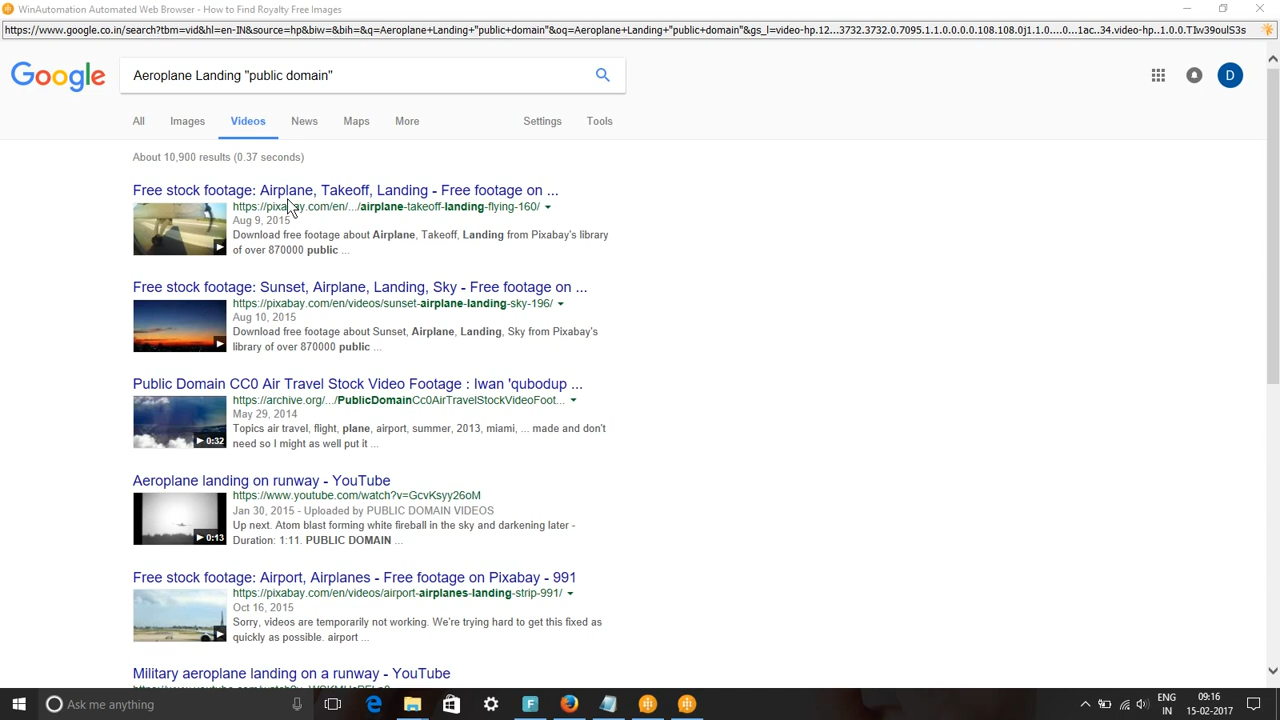 WinAutomation Automated Web Browser - How to Find Royalty Free Images
https://www.google.co.in/search?tbm=vid&hl=en-IN&source=hp&biw=&bih=&q=Aeroplane+Landing+"public+domain"&oq=Aeroplane+Landing+"public+domain"&gs_l=video-hp.12...3732.3732.0.7095.1.1.0.0.0.0.108.108.0j1.1.0....0...1ac..34.video-hp..1.0.0.TIw39oulS3s
Google
Aeroplane Landing "public domain"
D
All Images Videos News Maps More Settings Tools
About 10,900 results (0.37 seconds)
Free stock footage: Airplane, Takeoff, Landing - Free footage on ...
https://pixabay.com/en/.../airplane-takeoff-landing-flying-160/
Aug 9, 2015
Download free footage about Airplane, Takeoff, Landing from Pixabay's library
of over 870000 public ...
Free stock footage: Sunset, Airplane, Landing, Sky - Free footage on ...
https://pixabay.com/en/videos/sunset-airplane-landing-sky-196/
Aug 10, 2015
Download free footage about Sunset, Airplane, Landing, Sky from Pixabay's
library of over 870000 public ...
Public Domain CC0 Air Travel Stock Video Footage : Iwan 'qubodup ...
https://archive.org/.../PublicDomainCc0AirTravelStockVideoFoot...
May 29, 2014
Topics air travel, flight, plane, airport, summer, 2013, miami, ... made and don't
0:32
need so I might as well put it ...
Aeroplane landing on runway - YouTube
https://www.youtube.com/watch?v=GcvKsyy26oM
Jan 30, 2015 - Uploaded by PUBLIC DOMAIN VIDEOS
Up next. Atom blast forming white fireball in the sky and darkening later -
0:13
Duration: 1:11. PUBLIC DOMAIN ...
Free stock footage: Airport, Airplanes - Free footage on Pixabay - 991
https://pixabay.com/en/videos/airport-airplanes-landing-strip-991/
Oct 16, 2015
Sorry, videos are temporarily not working. We're trying hard to get this fixed as
quickly as possible. airport ...
Military aeroplane landing on a runway - YouTube
Ask me anything
ENG
IN
09:16
15-02-2017